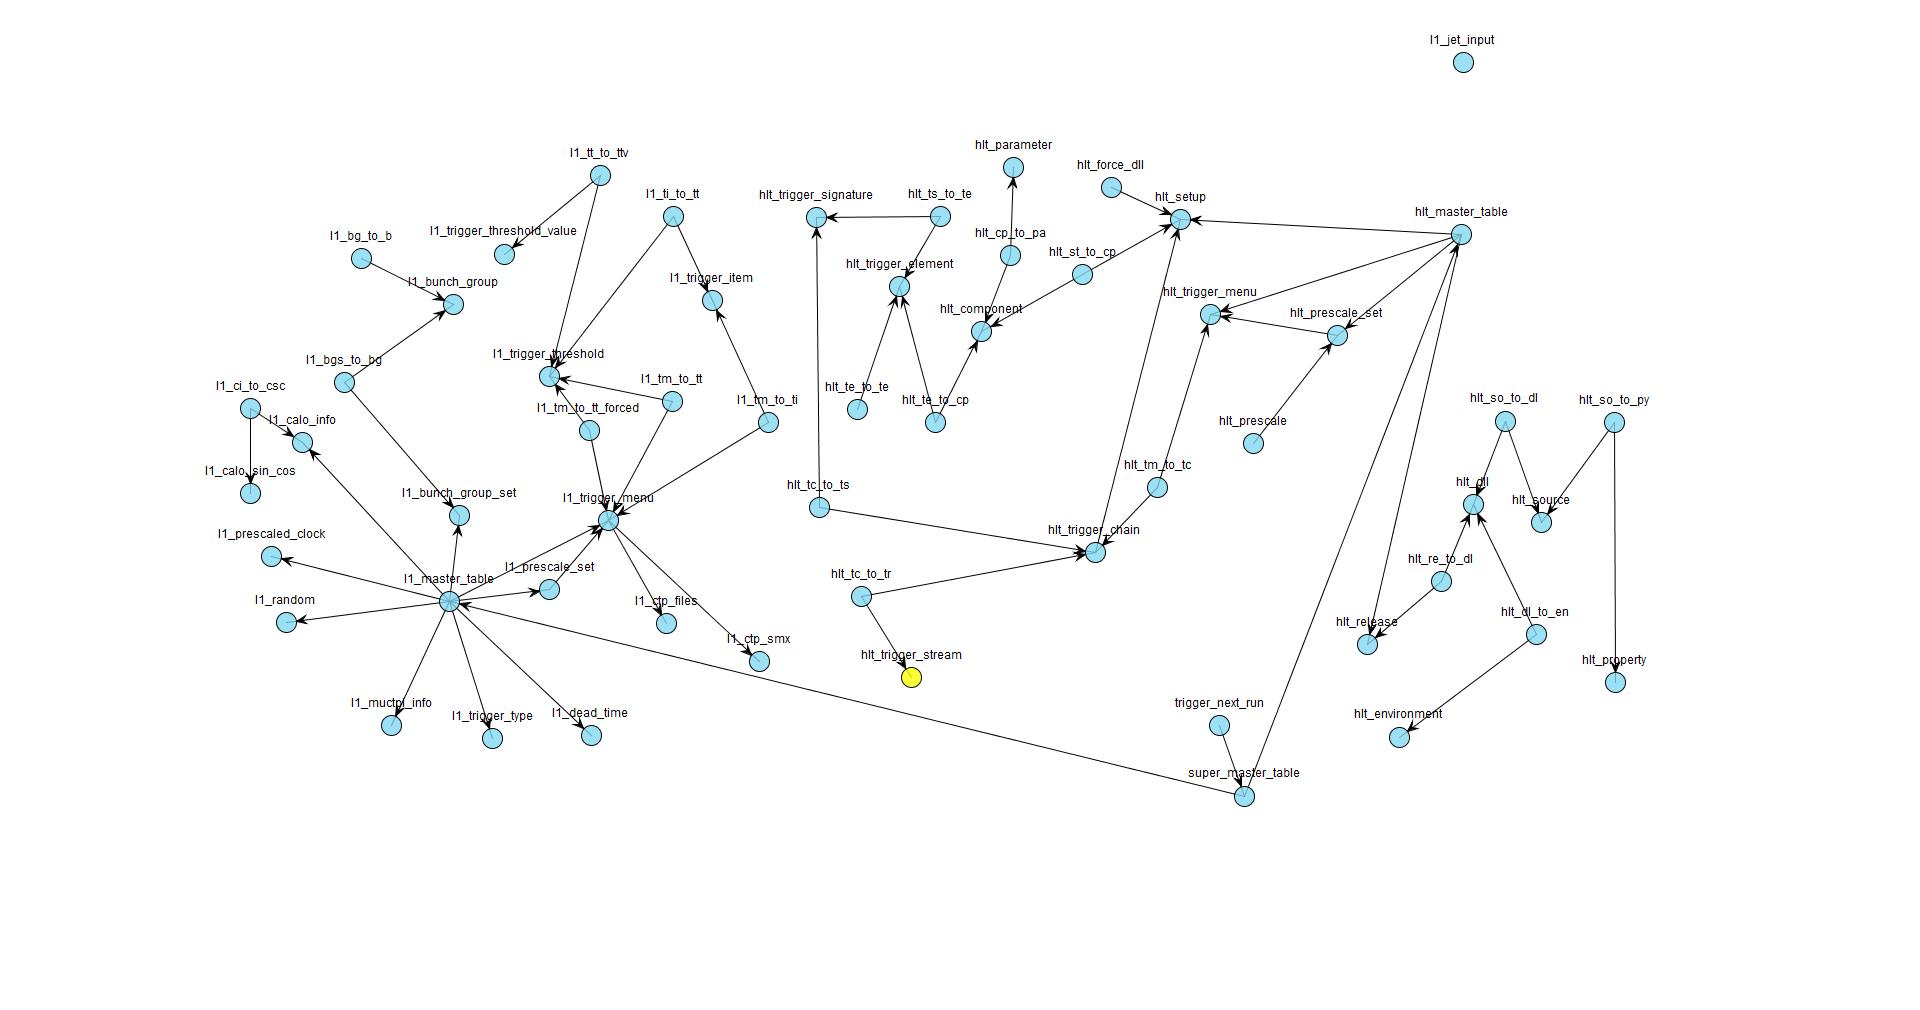 l1_jet_input
hlt_parameter
l1_tt_to_ttv
hlt_force_dll
l1_ti_to_tt
hlt_trigger_signature
hlt_ts_to_te
hlt_setup
hlt_master_table
l1_bg_to_b
l1_trigger_threshold_value
hlt_cp_to_pa
hlt_st_to_cp
hlt_trigger_element
l1_bunch_group
l1_trigger_item
hlt_trigger_menu
hlt_component
hlt_prescale_set
l1_bgs_to_bg
l1_trigger_threshold
l1_ci_to_csc
l1_tm_to_tt
hlt_te_to_te
l1_tm_to_ti
hlt_te_to_cp
hlt_so_to_dl
hlt_so_to_py
l1_tm_to_tt_forced
l1_calo_info
hlt_prescale
l1_calo_sin_cos
hlt_tm_to_tc
hlt_tc_to_ts
hlt_dll
l1_bunch_group_set
l1_trigger_menu
hlt_source
l1_prescaled_clock
hlt_trigger_chain
hlt_re_to_dl
l1_prescale_set
hlt_tc_to_tr
l1_master_table
l1_random
l1_ctp_files
hlt_dl_to_en
hlt_release
l1_ctp_smx
hlt_trigger_stream
hlt_property
l1_muctpi_info
trigger_next_run
l1_trigger_type
l1_dead_time
hlt_environment
super_master_table